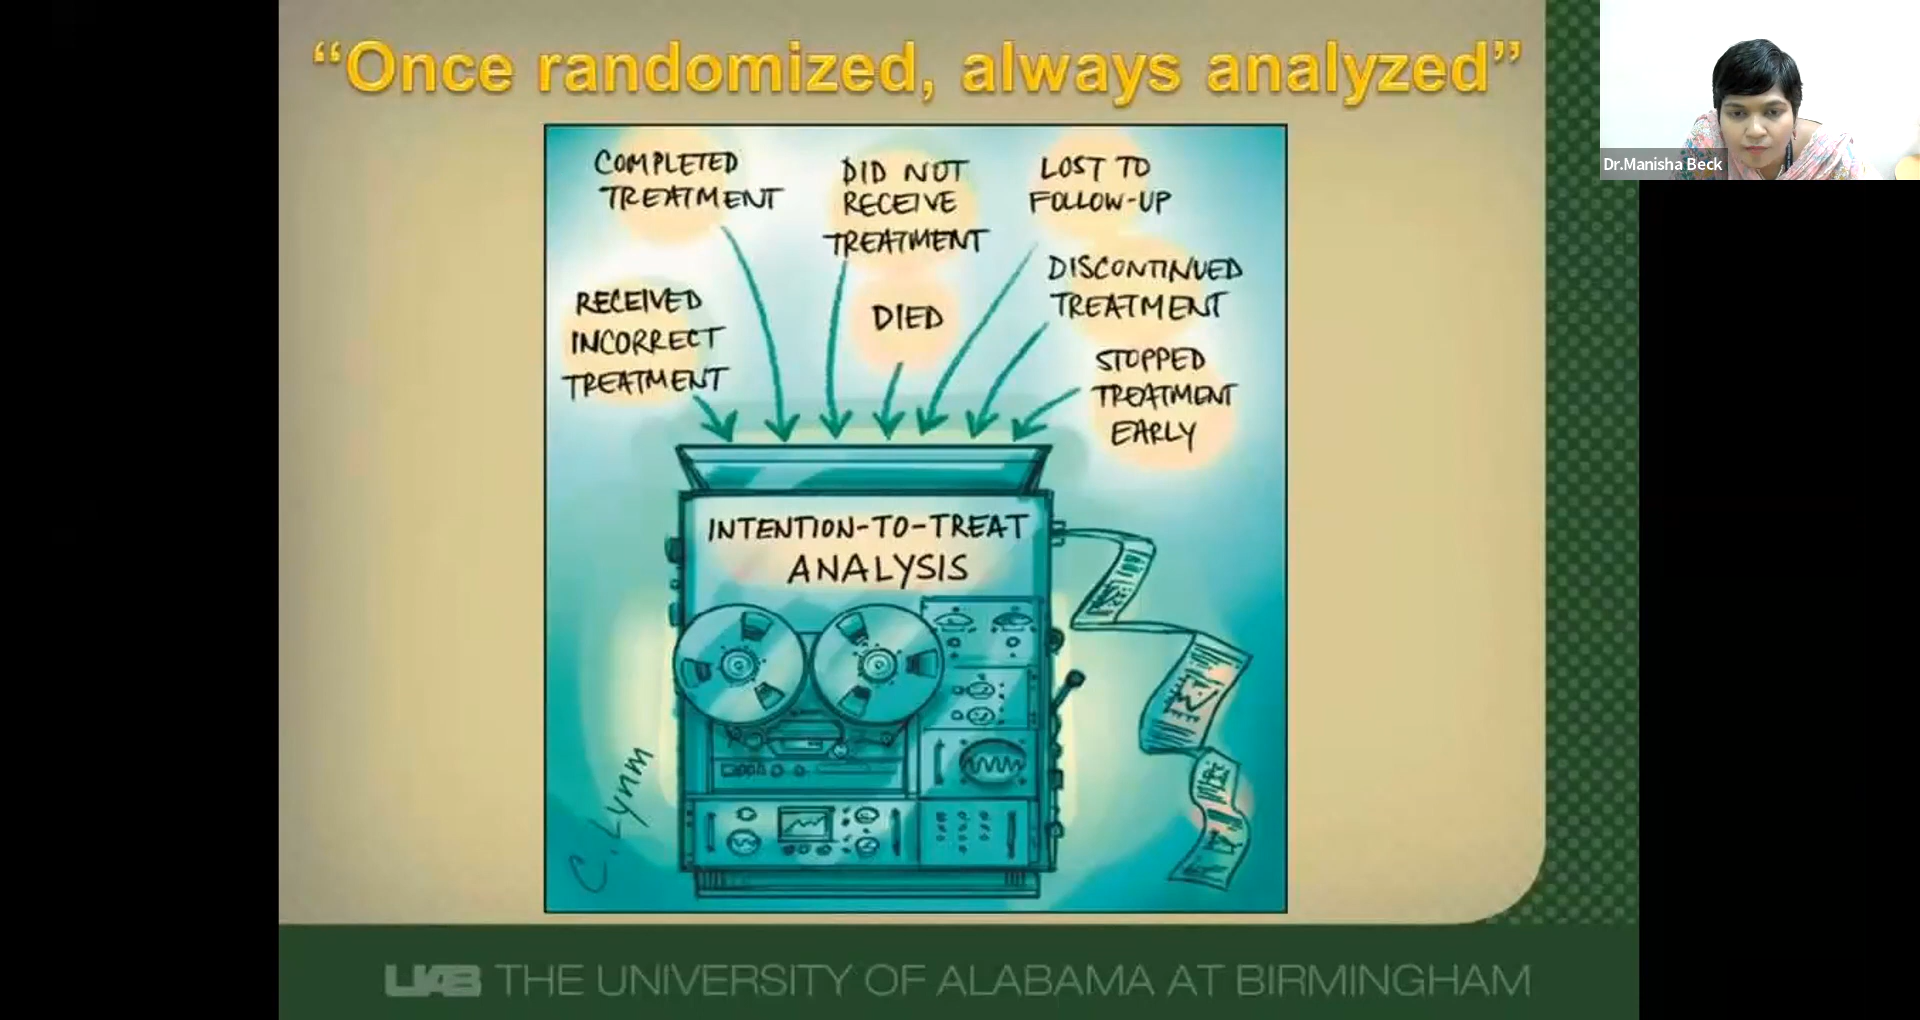 “Once randomized, always analyzed”
Dr.Manisha Beck
COMPLETED
TREATMENT
DID NOT
RECEIVE
TREATMENT
LOST TO
FOLLOW-UP
DISCONTINUED
TREATMENT
RECEIVED
INCORRECT
TREATMENT
DIED
STOPPED
TREATMENT
EARLY
INTENTION-TO-TREAT
ANALYSIS
C. Lynm
UAB THE UNIVERSITY OF ALABAMA AT BIRMINGHAM